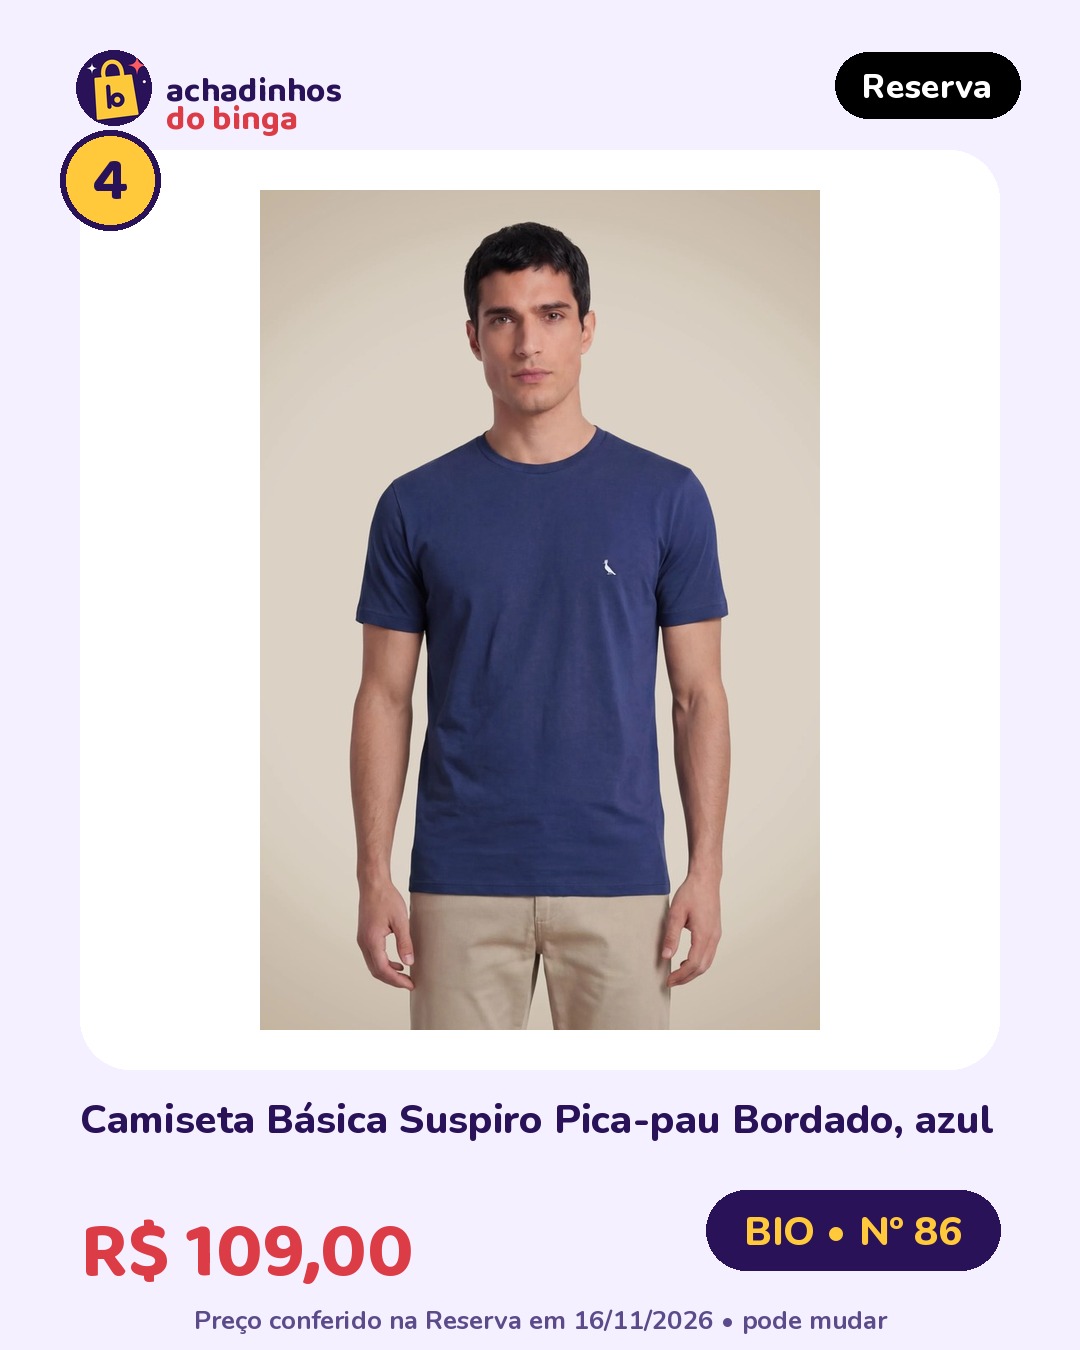 b
achadinhos
do binga
Reserva
4
Camiseta Básica Suspiro Pica-pau Bordado, azul
R$ 109,00
BIO • Nº 86
Preço conferido na Reserva em 16/11/2026 • pode mudar